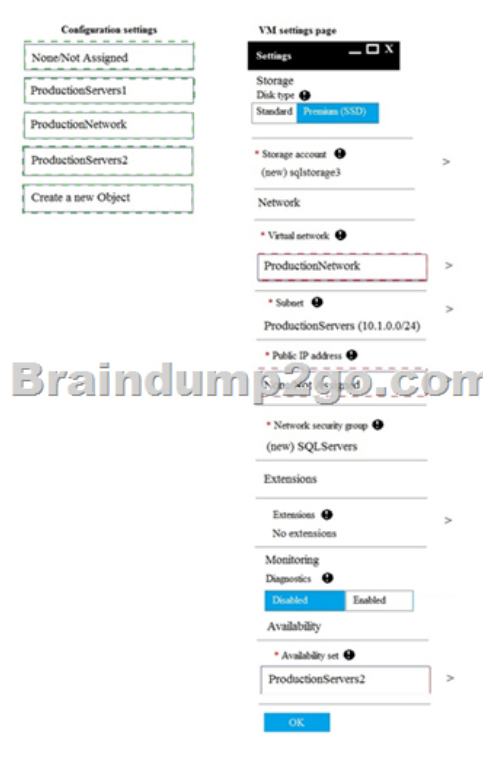 Configuration settings
None/Not Assigned
ProductionServers1
ProductionNetwork
ProductionServers2
Create a new Object
VM settings page
Settings
X
Storage
Disk type
Standard Premium (SSD)
* Storage account
(new) sqlstorage3
>
Network
* Virtual network
ProductionNetwork
>
* Subnet
>
ProductionServers (10.1.0.0/24)
* Public IP address
None/Not Assigned
Braindump2go.com
* Network security group
(new) SQLServers
Extensions
Extensions
>
No extensions
Monitoring
Diagnostics
Disabled Enabled
Availability
* Availability set
ProductionServers2
>
OK